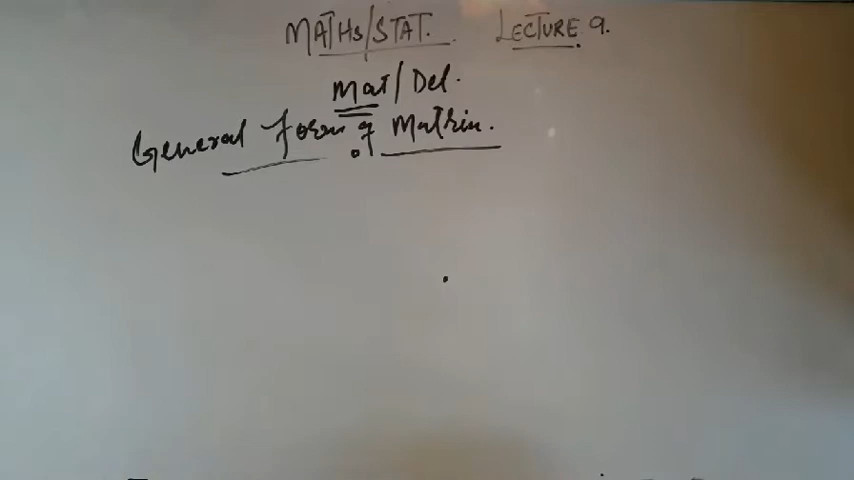 MATHS/STAT. LECTURE 9.
Mat/Det.
General Form of Matrix.